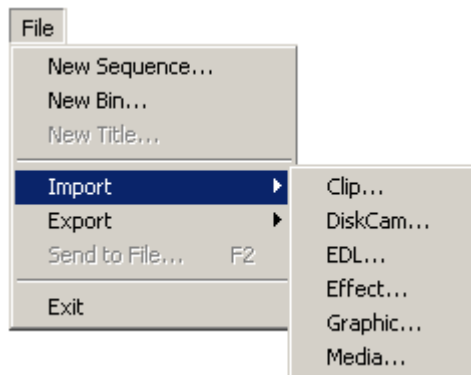 File
New Sequence...
New Bin...
New Title...
Import
Export
Send to File... F2
Exit
Clip...
DiskCam...
EDL...
Effect...
Graphic...
Media...